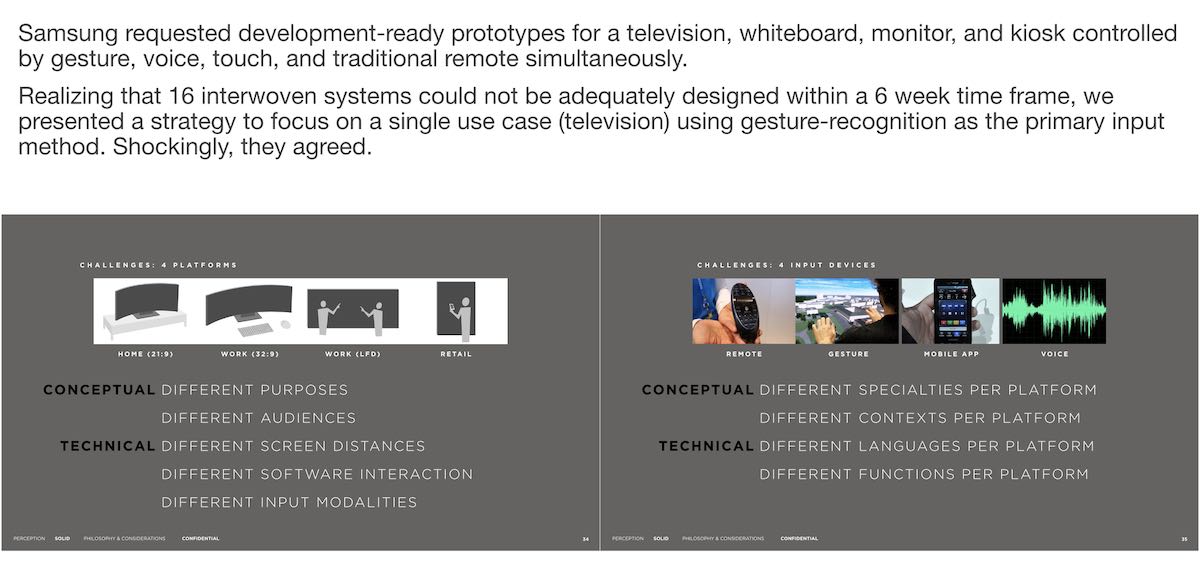 Samsung requested development-ready prototypes for a television, whiteboard, monitor, and kiosk controlled
by gesture, voice, touch, and traditional remote simultaneously.
Realizing that 16 interwoven systems could not be adequately designed within a 6 week time frame, we
presented a strategy to focus on a single use case (television) using gesture-recognition as the primary input
method. Shockingly, they agreed.
CHALLENGES: 4 PLATFORMS
HOME (21:9) WORK (32:9) WORK (LFD) RETAIL
CONCEPTUAL DIFFERENT PURPOSES
DIFFERENT AUDIENCES
TECHNICAL DIFFERENT SCREEN DISTANCES
DIFFERENT SOFTWARE INTERACTION
DIFFERENT INPUT MODALITIES
PERCEPTION SOLID PHILOSOPHY & CONSIDERATIONS CONFIDENTIAL 34
CHALLENGES: 4 INPUT DEVICES
REMOTE GESTURE MOBILE APP VOICE
CONCEPTUAL DIFFERENT SPECIALTIES PER PLATFORM
DIFFERENT CONTEXTS PER PLATFORM
TECHNICAL DIFFERENT LANGUAGES PER PLATFORM
DIFFERENT FUNCTIONS PER PLATFORM
PERCEPTION SOLID PHILOSOPHY & CONSIDERATIONS CONFIDENTIAL 35